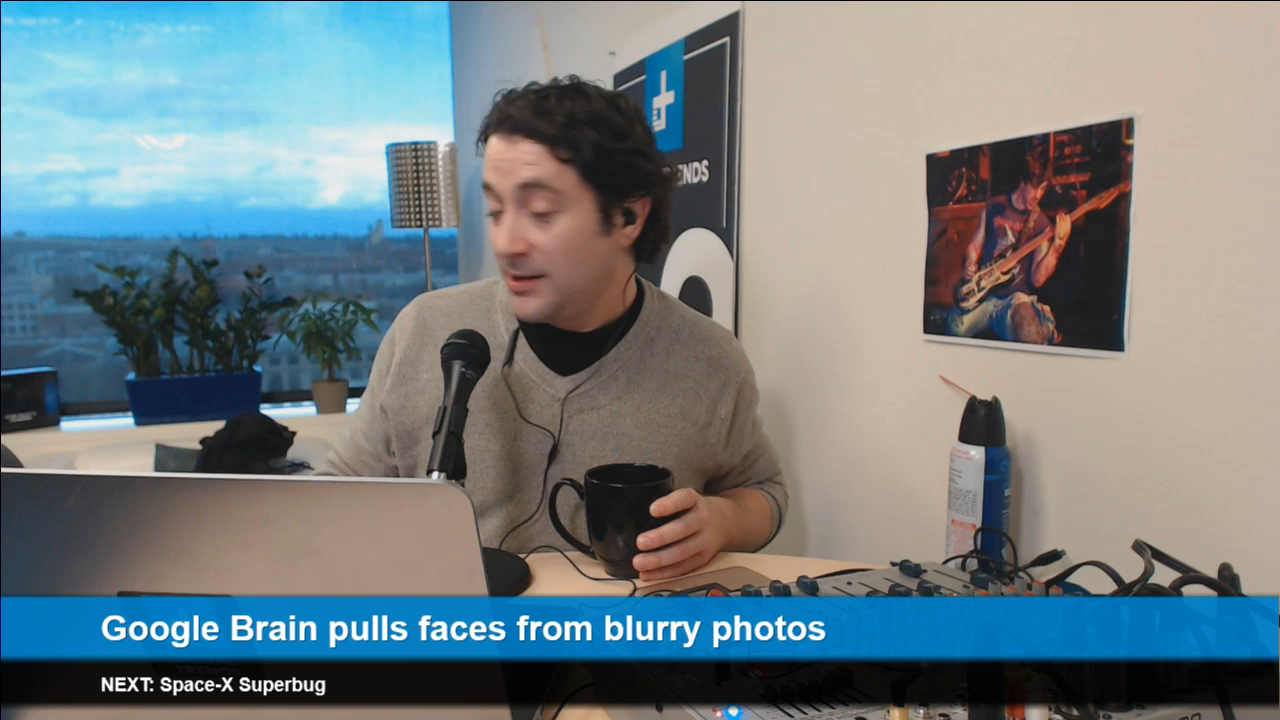 ENDS
Google Brain pulls faces from blurry photos
NEXT: Space-X Superbug